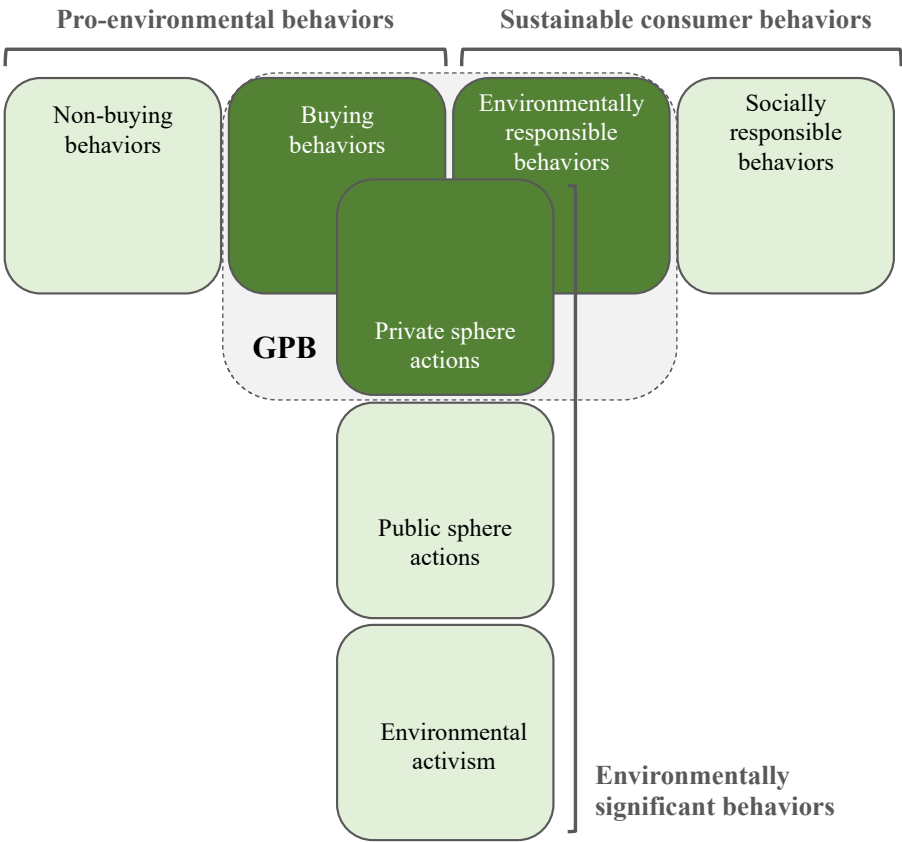 Pro-environmental behaviors
Sustainable consumer behaviors
Non-buying
behaviors
Buying
behaviors
Environmentally
responsible
behaviors
Socially
responsible
behaviors
GPB
Private sphere
actions
Public sphere
actions
Environmental
activism
Environmentally
significant behaviors